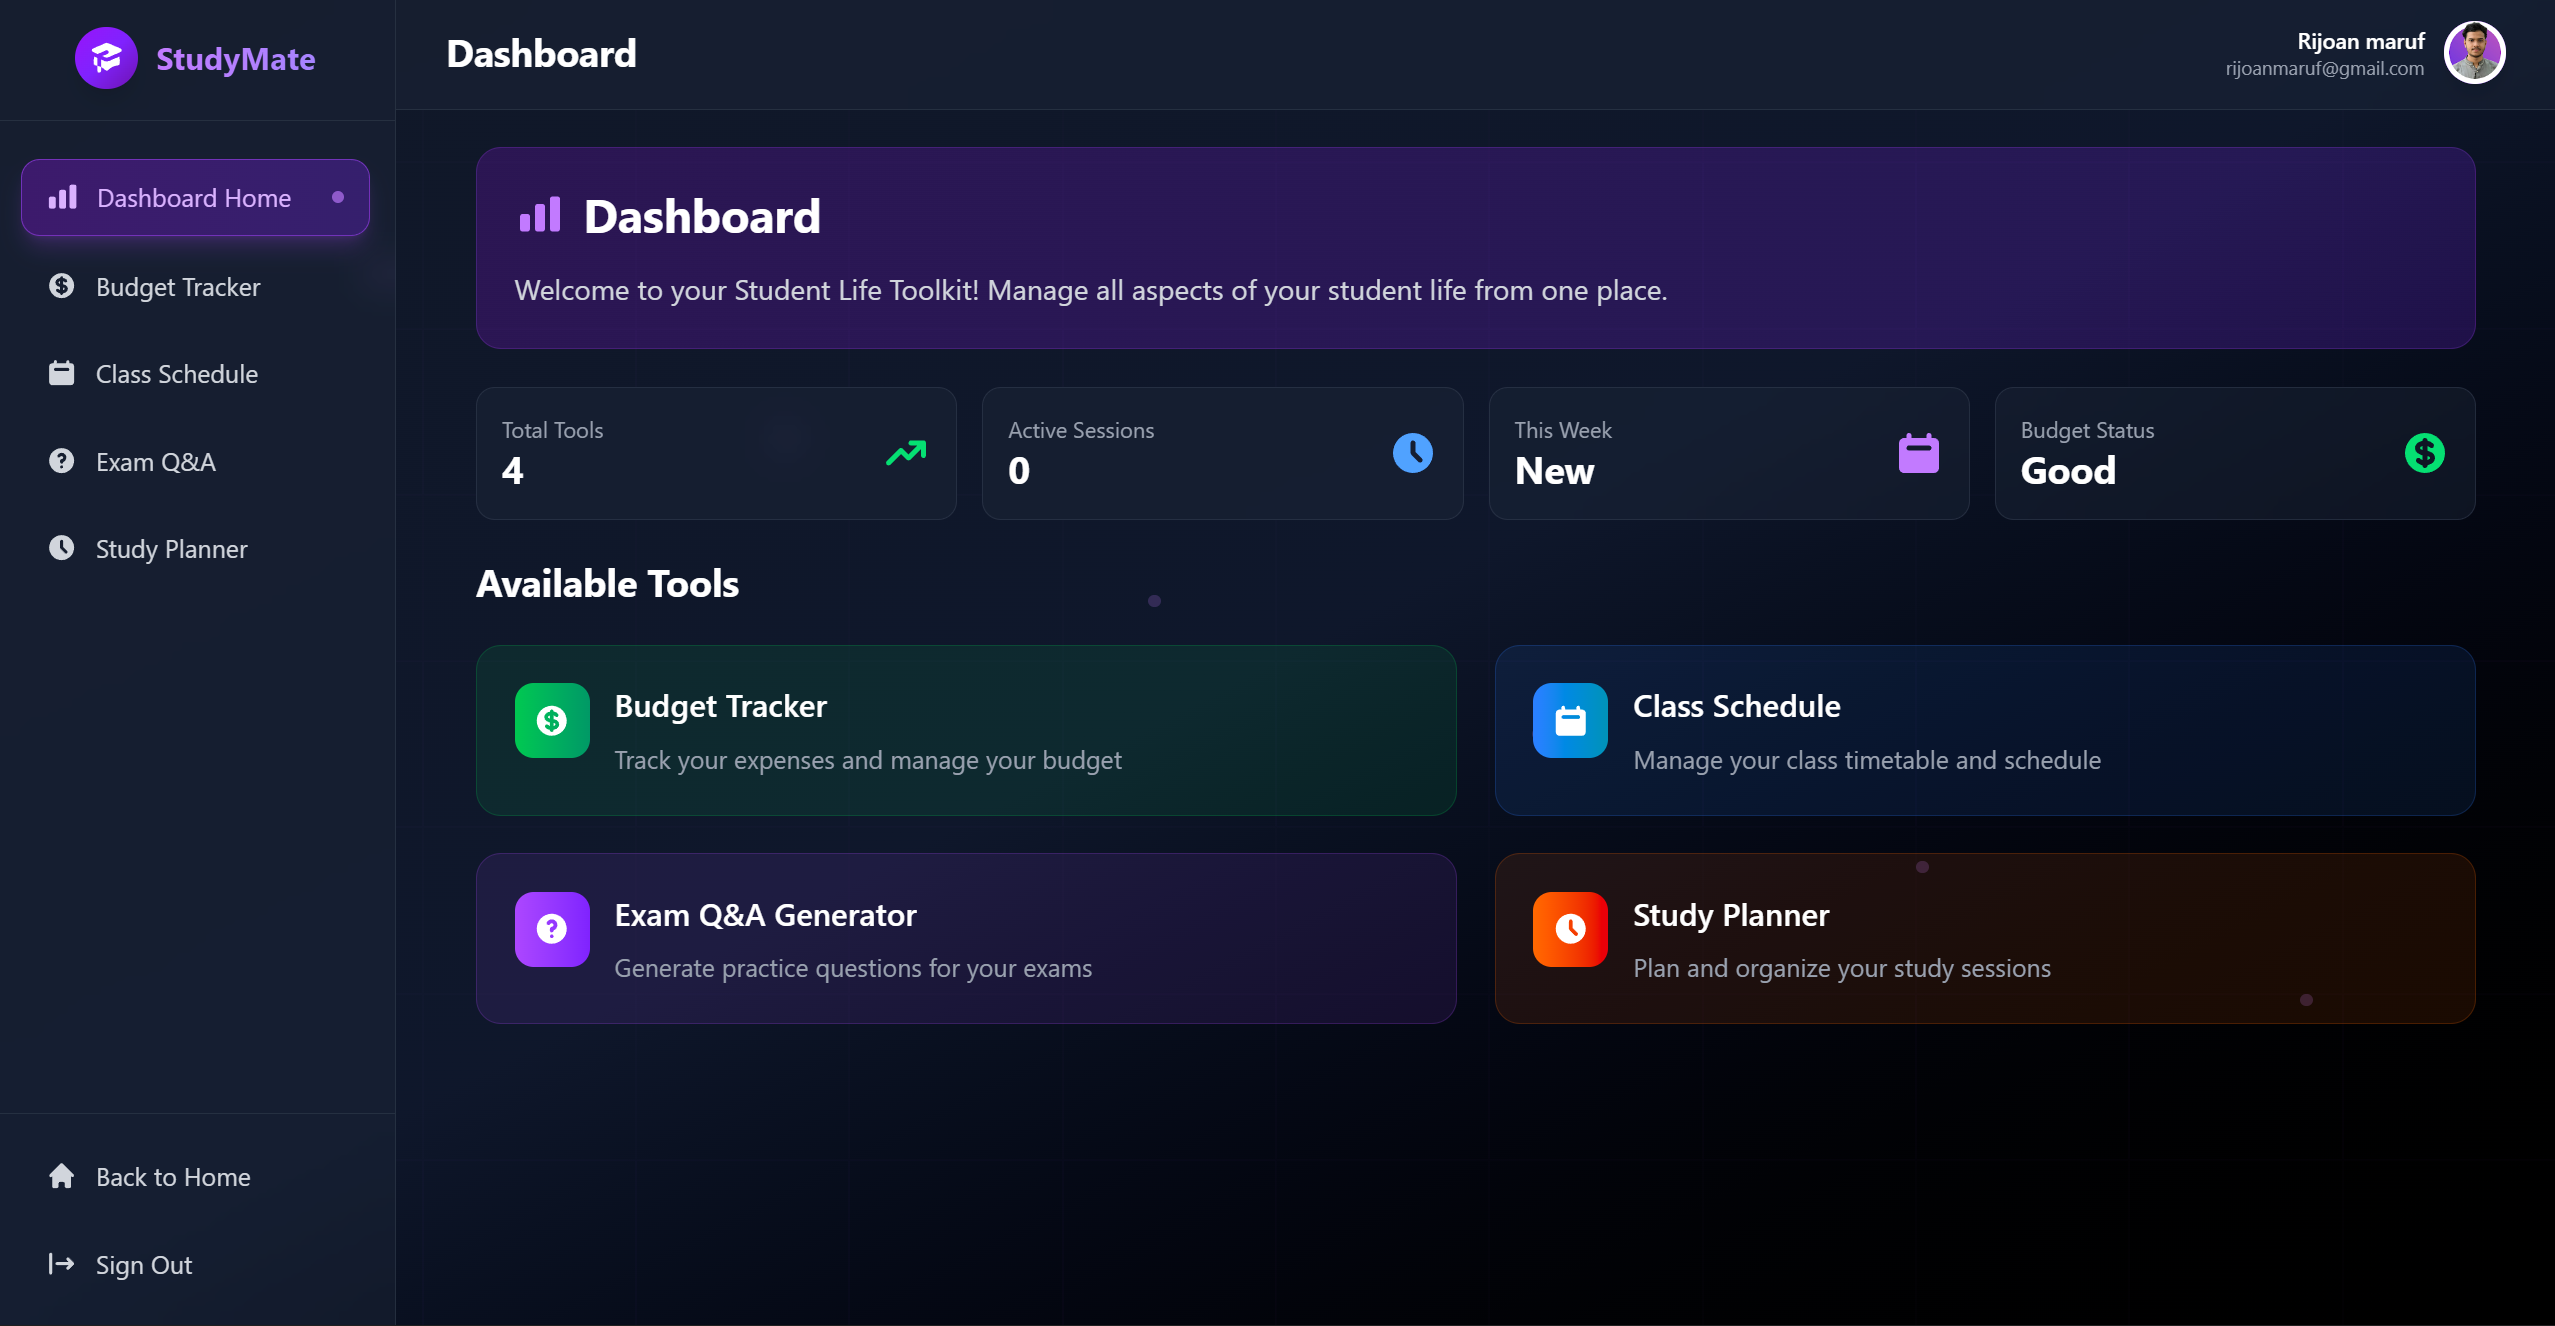 StudyMate
Dashboard
Rijoan maruf
rijoanmaruf@gmail.com
Dashboard Home
Budget Tracker
Class Schedule
Exam Q&A
Study Planner
Back to Home
Sign Out
Dashboard
Welcome to your Student Life Toolkit! Manage all aspects of your student life from one place.
Total Tools
4
Active Sessions
0
This Week
New
Budget Status
Good
Available Tools
Budget Tracker
Track your expenses and manage your budget
Class Schedule
Manage your class timetable and schedule
Exam Q&A Generator
Generate practice questions for your exams
Study Planner
Plan and organize your study sessions